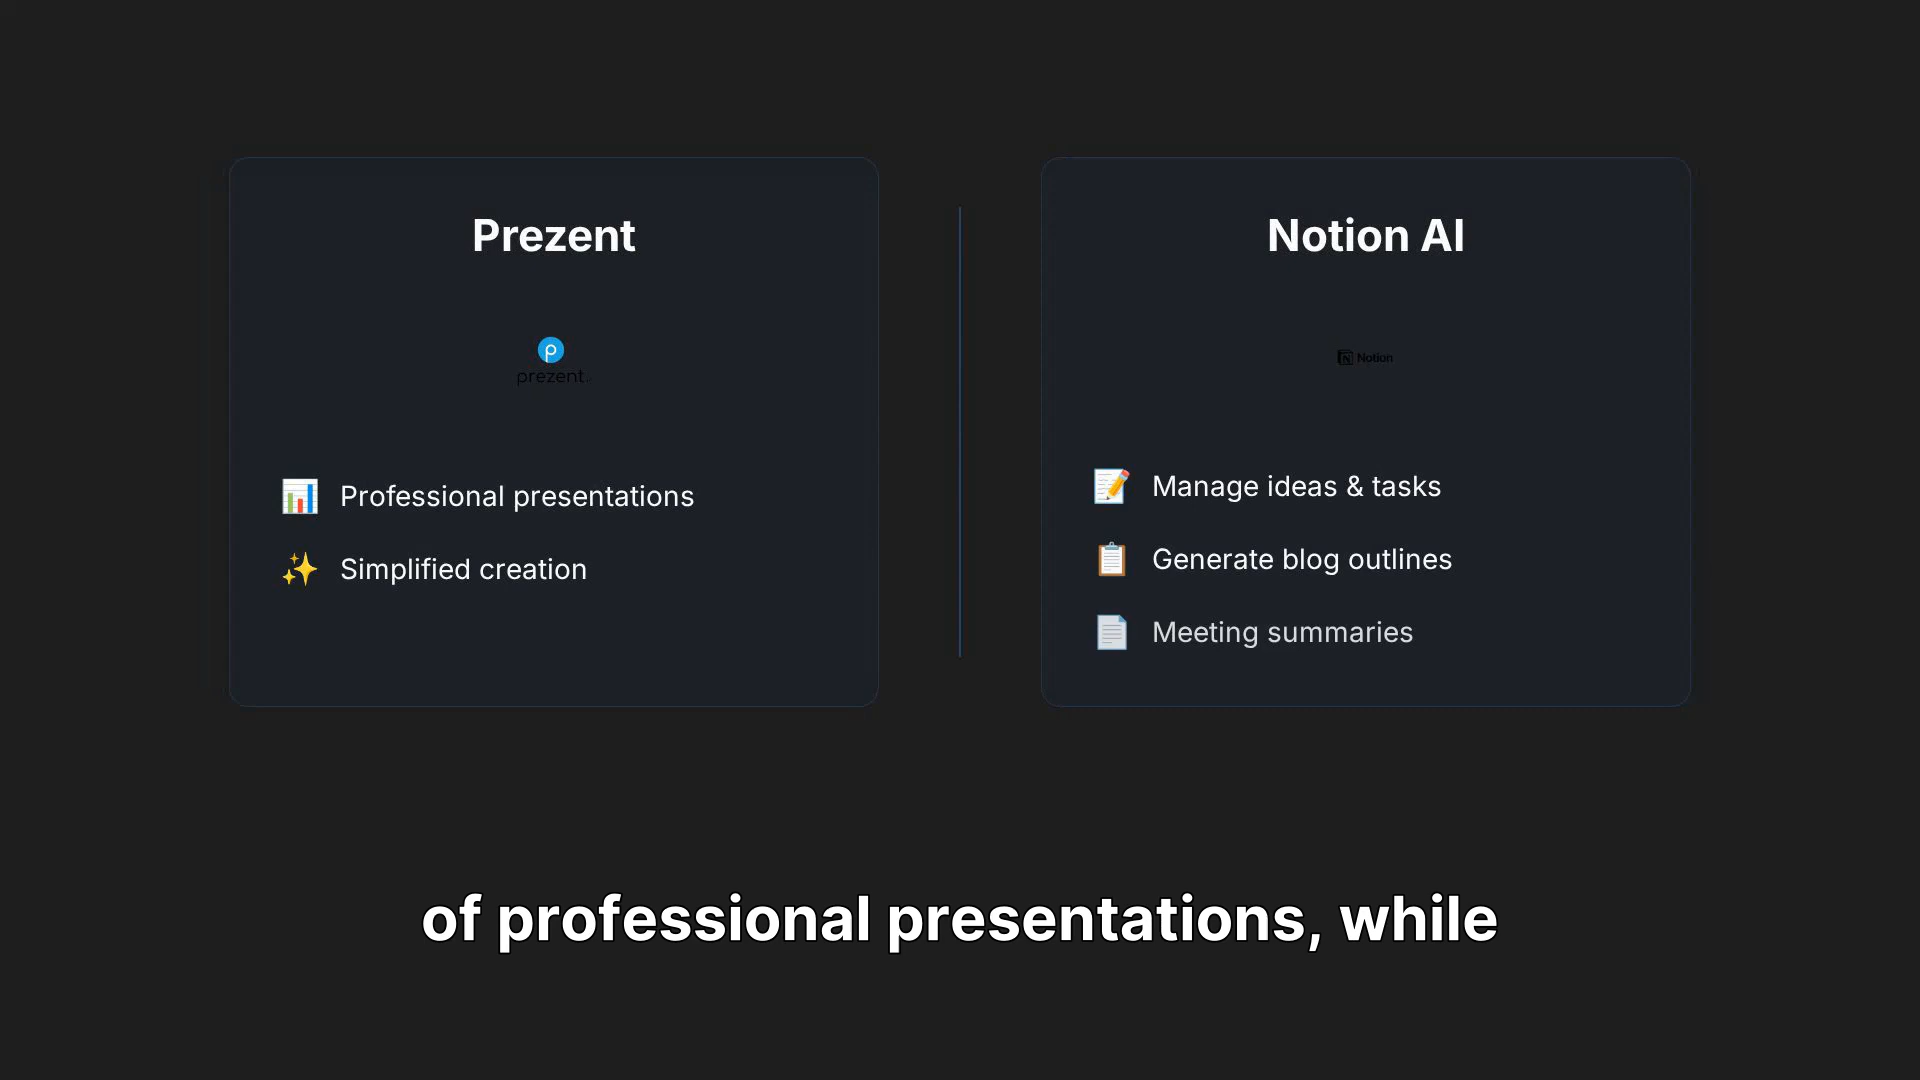 Prezent
prezent.
Professional presentations
Simplified creation
Notion AI
Notion
Manage ideas & tasks
Generate blog outlines
Meeting summaries
of professional presentations, while